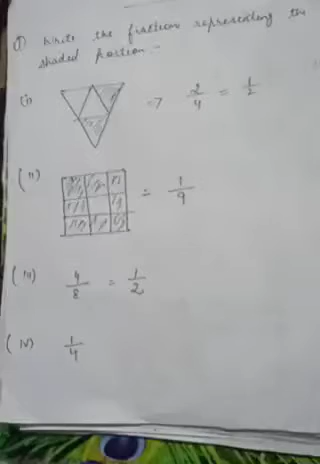 ① Write the fraction representing the
shaded portion:-
(i) => 2/4 = 1/2
(ii) = 1/9
(iii) 4/8 = 1/2
(iv) 1/4